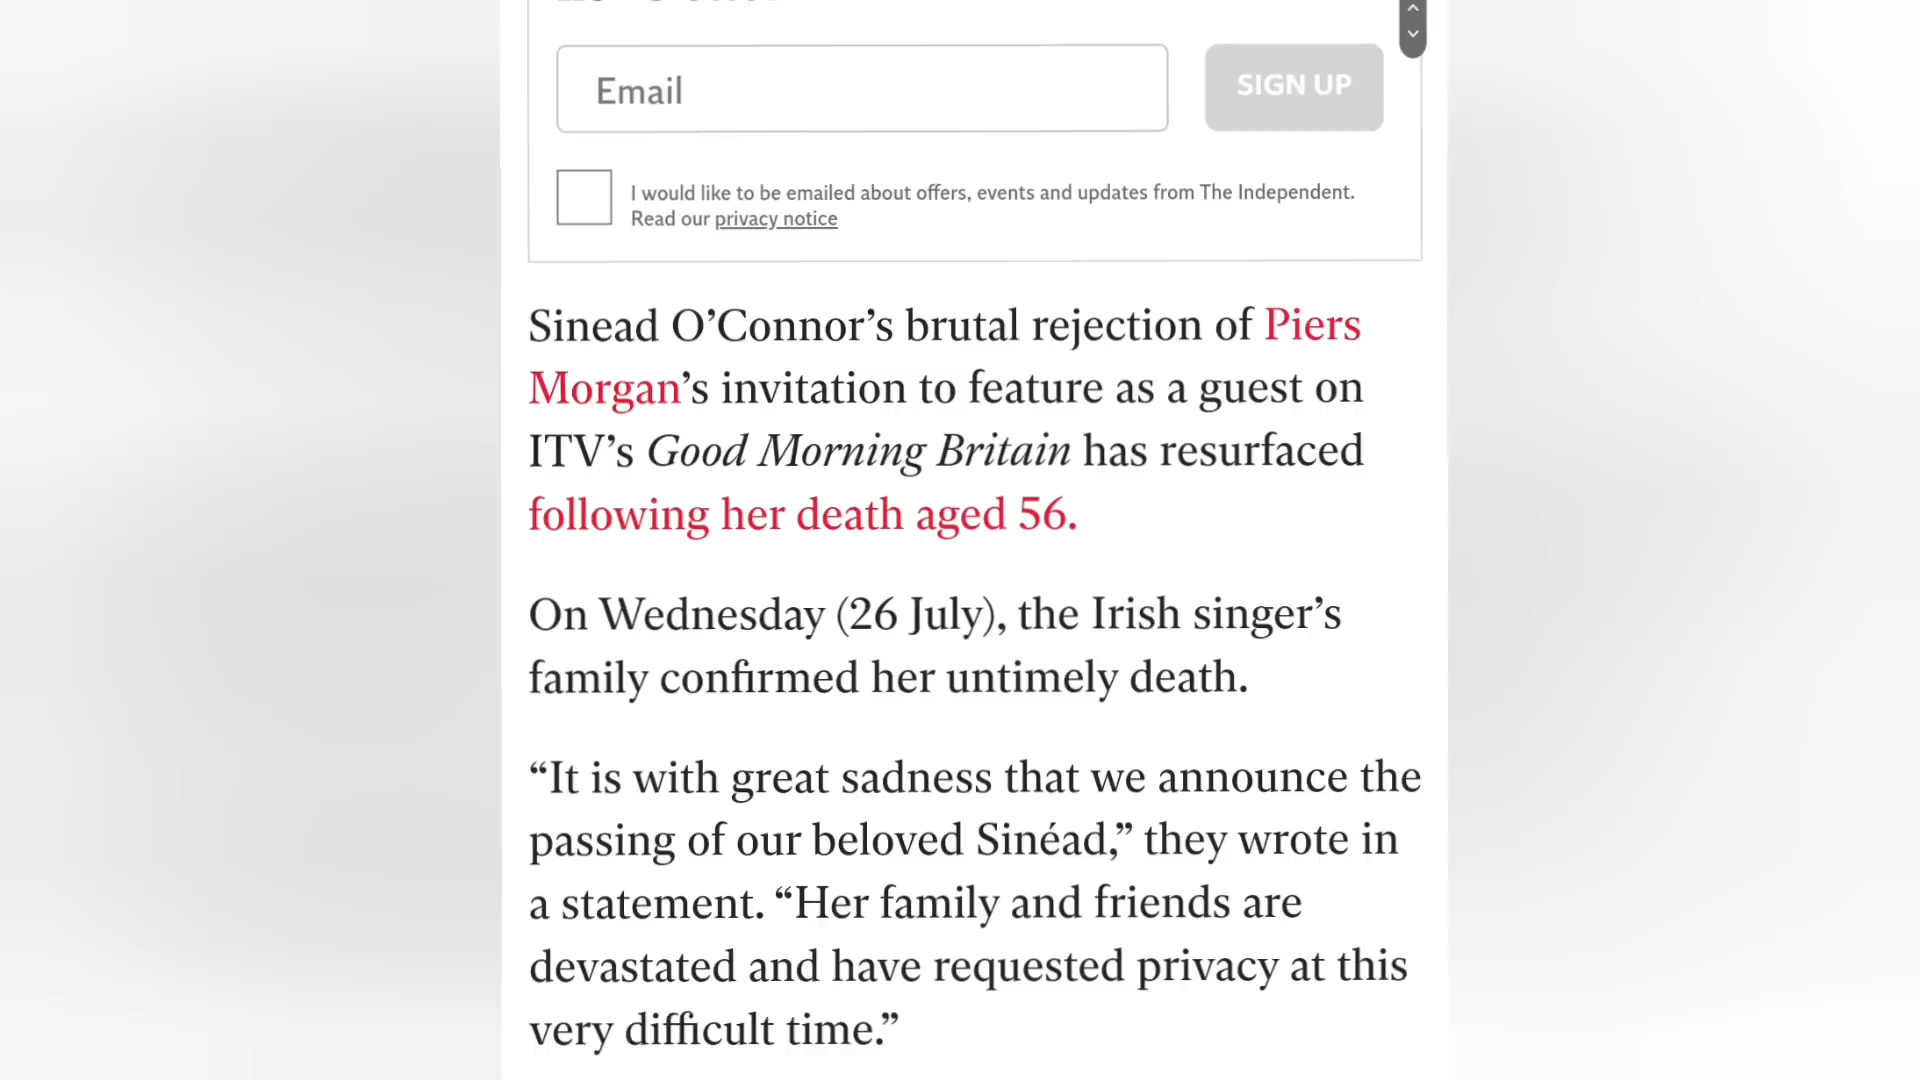 Email
SIGN UP
I would like to be emailed about offers, events and updates from The Independent.
Read our privacy notice
Sinead O’Connor’s brutal rejection of Piers
Morgan’s invitation to feature as a guest on
ITV’s Good Morning Britain has resurfaced
following her death aged 56.
On Wednesday (26 July), the Irish singer’s
family confirmed her untimely death.
“It is with great sadness that we announce the
passing of our beloved Sinéad,” they wrote in
a statement. “Her family and friends are
devastated and have requested privacy at this
very difficult time.”